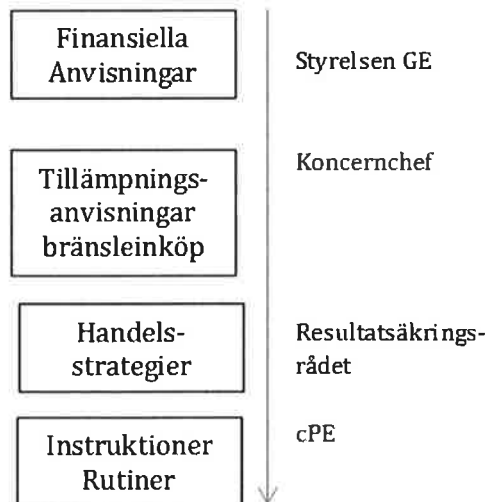 Finansiella
Anvisningar
Styrelsen GE
Koncernchef
Tillämpnings-
anvisningar
bränsleinköp
Handels-
strategier
Resultatsäkrings-
rådet
cPE
Instruktioner
Rutiner